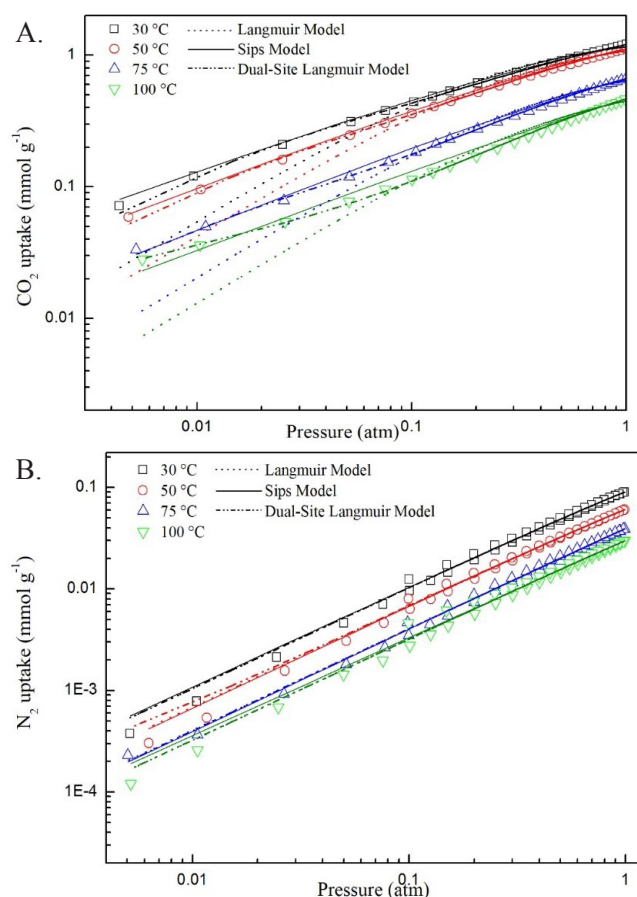 A.
30 °C Langmuir Model
50 °C Sips Model
75 °C Dual-Site Langmuir Model
100 °C
1
0.1
0.01
CO₂ uptake (mmol g⁻¹)
0.01 0.1 1
Pressure (atm)
B.
30 °C Langmuir Model
50 °C Sips Model
75 °C Dual-Site Langmuir Model
100 °C
0.1
0.01
1E-3
1E-4
N₂ uptake (mmol g⁻¹)
0.01 0.1 1
Pressure (atm)